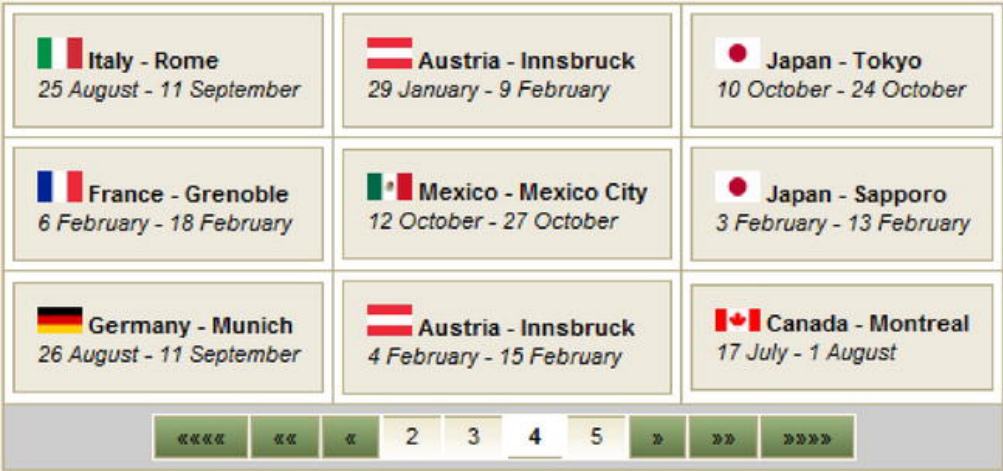 Italy - Rome
25 August - 11 September
Austria - Innsbruck
29 January - 9 February
Japan - Tokyo
10 October - 24 October
France - Grenoble
6 February - 18 February
Mexico - Mexico City
12 October - 27 October
Japan - Sapporo
3 February - 13 February
Germany - Munich
26 August - 11 September
Austria - Innsbruck
4 February - 15 February
Canada - Montreal
17 July - 1 August
«««« «« « 2 3 4 5 » »» »»»»